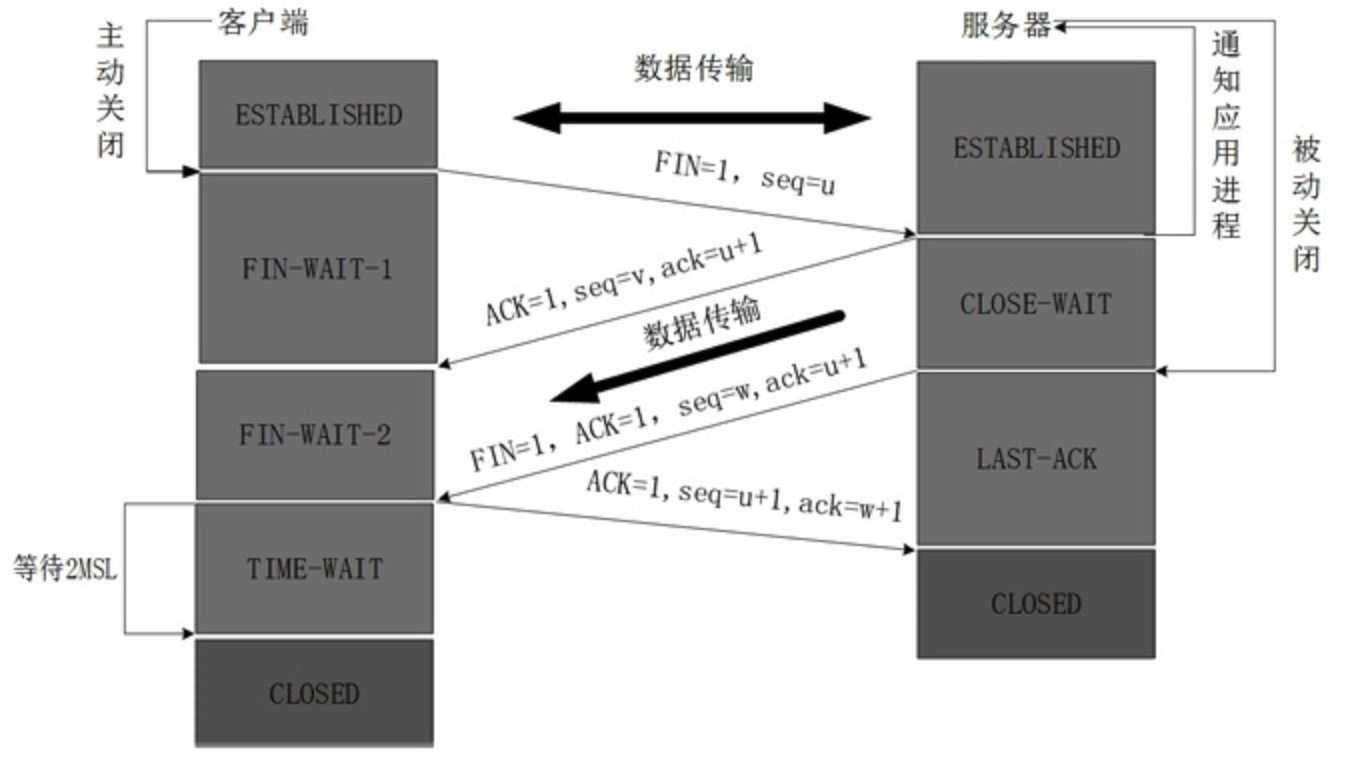 客户端
服务器
主动关闭
通知应用进程
被动关闭
数据传输
ESTABLISHED
ESTABLISHED
FIN=1, seq=u
FIN-WAIT-1
ACK=1,seq=v,ack=u+1
CLOSE-WAIT
数据传输
FIN=1, ACK=1, seq=w,ack=u+1
FIN-WAIT-2
LAST-ACK
ACK=1,seq=u+1,ack=w+1
等待2MSL
TIME-WAIT
CLOSED
CLOSED